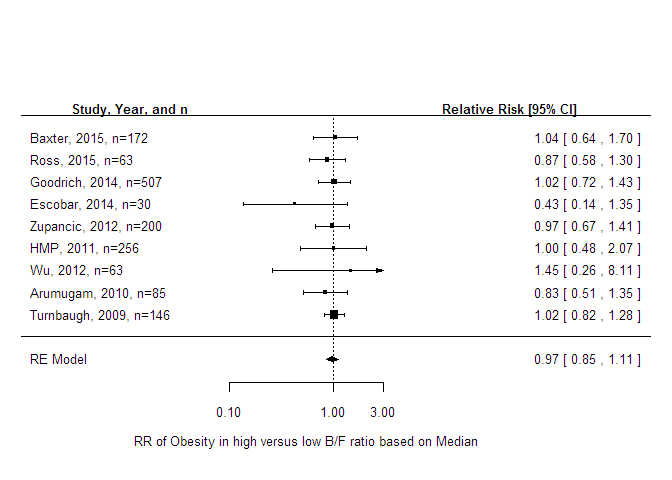 Study, Year, and n Relative Risk [95% CI]
Baxter, 2015, n=172 1.04 [ 0.64 , 1.70 ]
Ross, 2015, n=63 0.87 [ 0.58 , 1.30 ]
Goodrich, 2014, n=507 1.02 [ 0.72 , 1.43 ]
Escobar, 2014, n=30 0.43 [ 0.14 , 1.35 ]
Zupancic, 2012, n=200 0.97 [ 0.67 , 1.41 ]
HMP, 2011, n=256 1.00 [ 0.48 , 2.07 ]
Wu, 2012, n=63 1.45 [ 0.26 , 8.11 ]
Arumugam, 2010, n=85 0.83 [ 0.51 , 1.35 ]
Turnbaugh, 2009, n=146 1.02 [ 0.82 , 1.28 ]
RE Model 0.97 [ 0.85 , 1.11 ]
0.10 1.00 3.00
RR of Obesity in high versus low B/F ratio based on Median